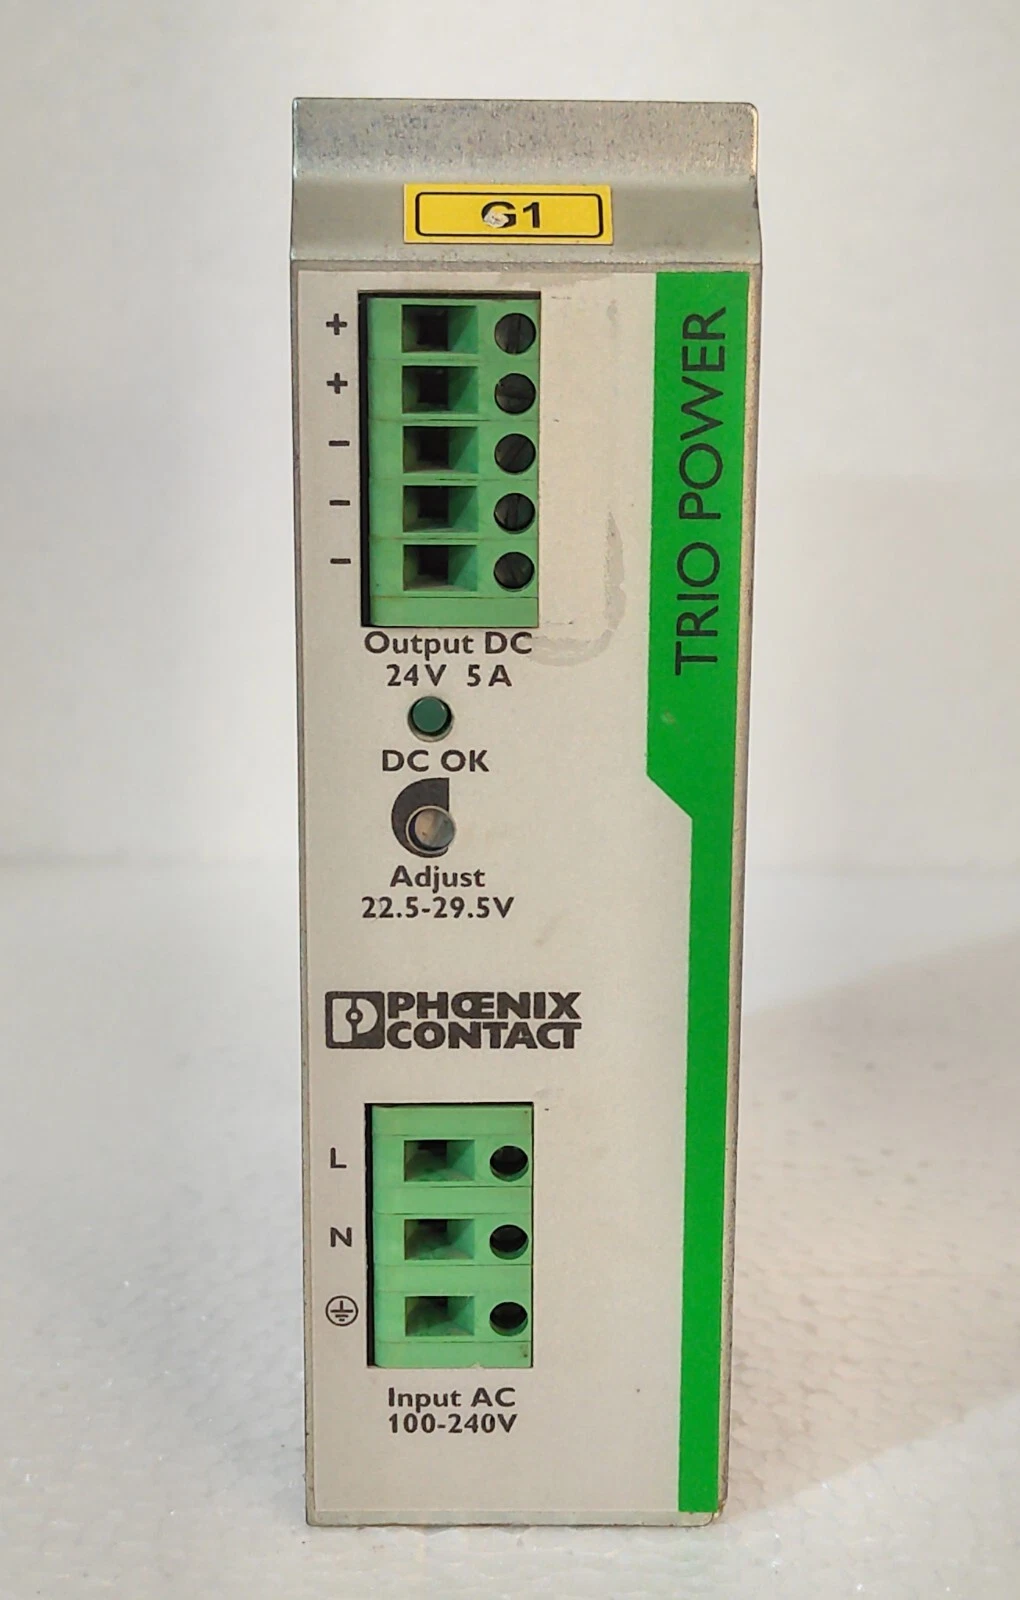 G1
+
+
−
−
−
Output DC
24V 5A
DC OK
Adjust
22.5-29.5V
TRIO POWER
PHŒNIX
CONTACT
L
N
Input AC
100-240V